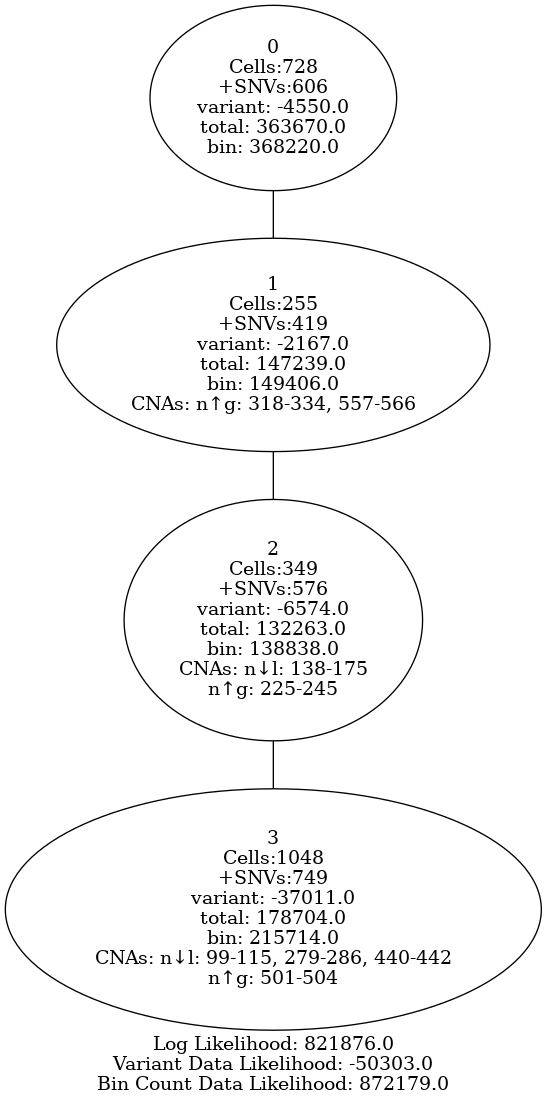 0
Cells:728
+SNVs:606
variant: -4550.0
total: 363670.0
bin: 368220.0
1
Cells:255
+SNVs:419
variant: -2167.0
total: 147239.0
bin: 149406.0
CNAs: n↑g: 318-334, 557-566
2
Cells:349
+SNVs:576
variant: -6574.0
total: 132263.0
bin: 138838.0
CNAs: n↓l: 138-175
n↑g: 225-245
3
Cells:1048
+SNVs:749
variant: -37011.0
total: 178704.0
bin: 215714.0
CNAs: n↓l: 99-115, 279-286, 440-442
n↑g: 501-504
Log Likelihood: 821876.0
Variant Data Likelihood: -50303.0
Bin Count Data Likelihood: 872179.0